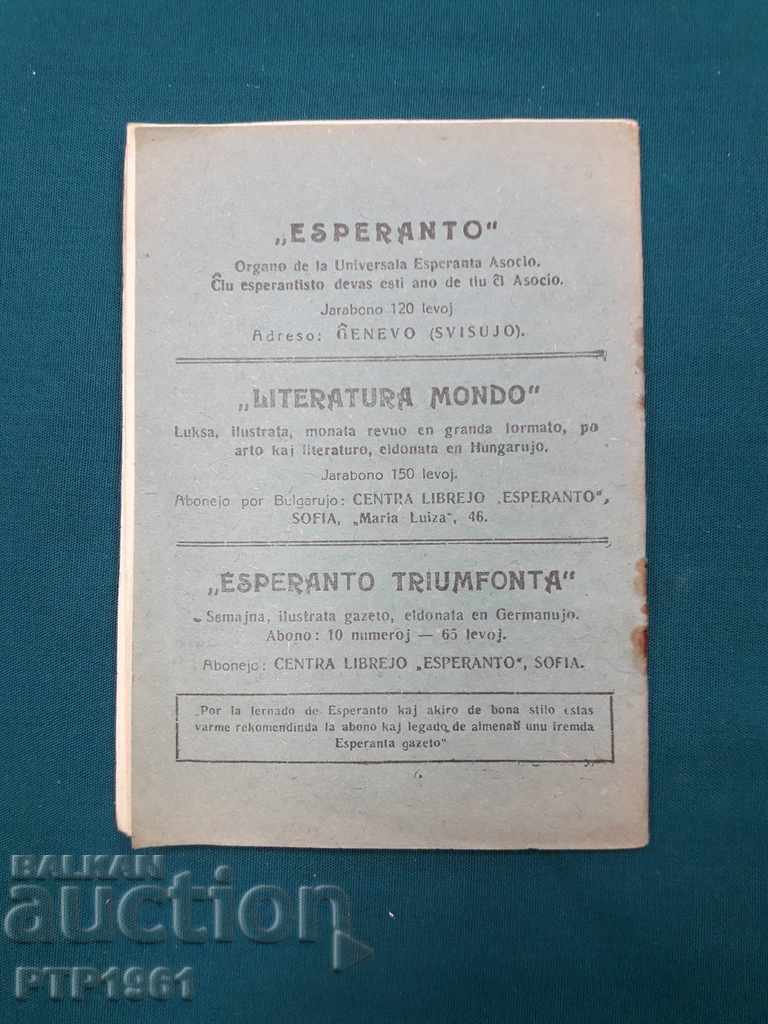 „ESPERANTO"
Organo de la Universala Esperanta Asocio.
Ĉiu esperantisto devas esti ano de tiu ĉi Asocio.
Jarabono 120 levoj
Adreso: ĜENEVO (SVISUJO).
„LITERATURA MONDO"
Luksa, ilustrata, monata revuo en granda formato, po
arto kaj literaturo, eldonata en Hungarujo.
Jarabono 150 levoj.
Abonejo por Bulgarujo: CENTRA LIBREJO „ESPERANTO",
SOFIA, „Maria Luiza", 46.
„ESPERANTO TRIUMFONTA"
Semajna, ilustrata gazeto, eldonata en Germanujo.
Abono: 10 numeroj — 65 levoj.
Abonejo: CENTRA LIBREJO „ESPERANTO", SOFIA.
„Por la lernado de Esperanto kaj akiro de bona stilo estas
varme rekomendinda la abono kaj legado de almenaŭ unu fremda
Esperanta gazeto"
BALKAN
auction
PTP1961